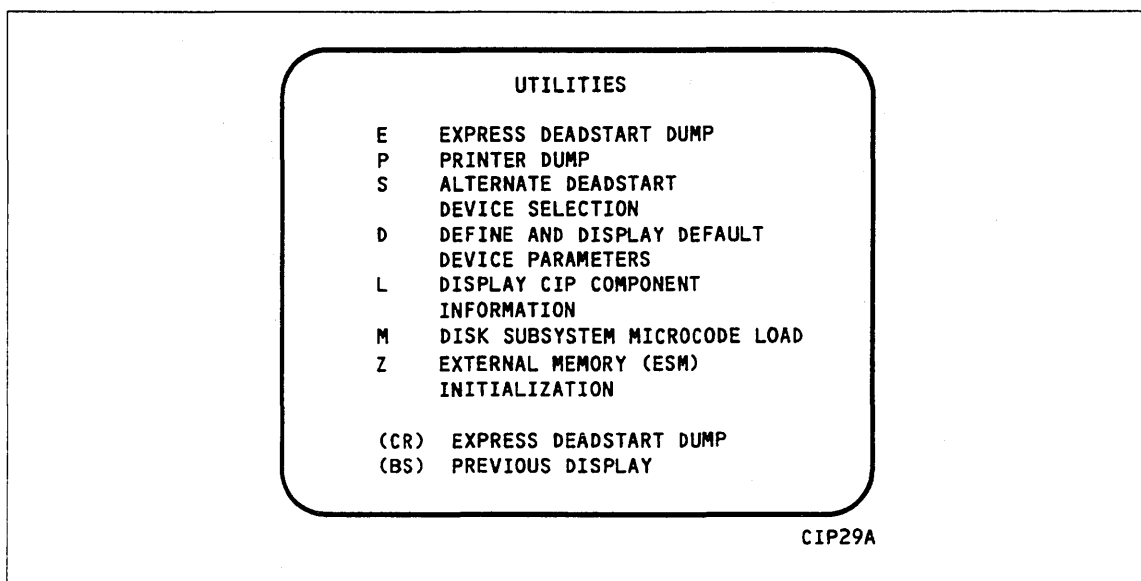 UTILITIES
E EXPRESS DEADSTART DUMP
P PRINTER DUMP
S ALTERNATE DEADSTART
DEVICE SELECTION
D DEFINE AND DISPLAY DEFAULT
DEVICE PARAMETERS
L DISPLAY CIP COMPONENT
INFORMATION
M DISK SUBSYSTEM MICROCODE LOAD
Z EXTERNAL MEMORY (ESM)
INITIALIZATION
(CR) EXPRESS DEADSTART DUMP
(BS) PREVIOUS DISPLAY
CIP29A